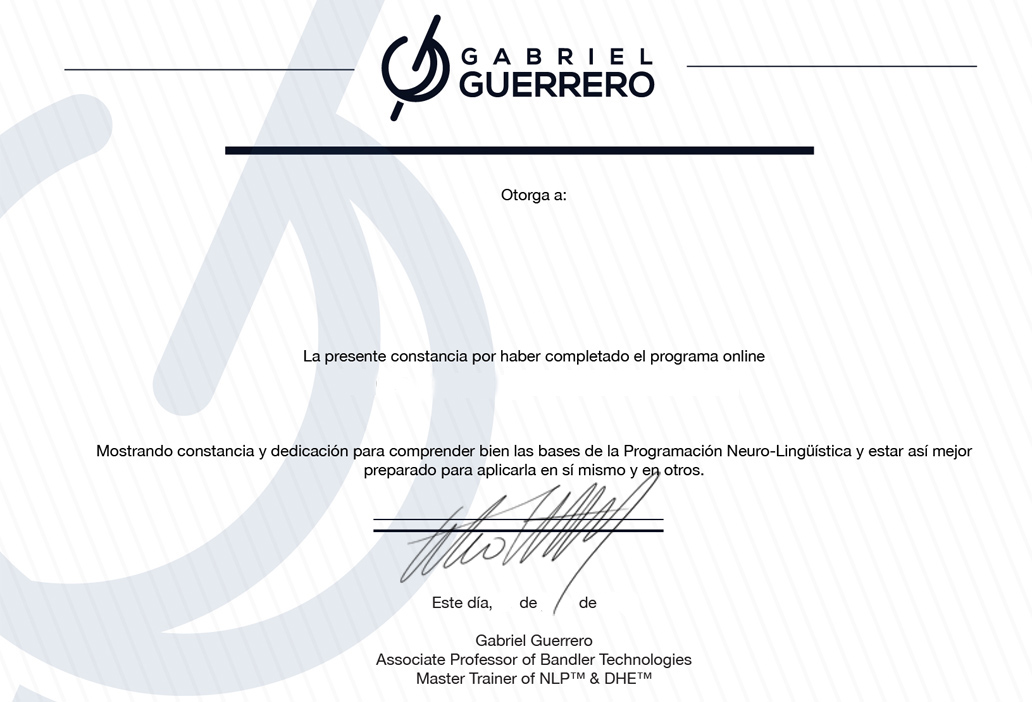 GABRIEL
GUERRERO
Otorga a:
La presente constancia por haber completado el programa online
Mostrando constancia y dedicación para comprender bien las bases de la Programación Neuro-Lingüística y estar así mejor
preparado para aplicarla en sí mismo y en otros.
Este día, de de
Gabriel Guerrero
Associate Professor of Bandler Technologies
Master Trainer of NLP™ & DHE™